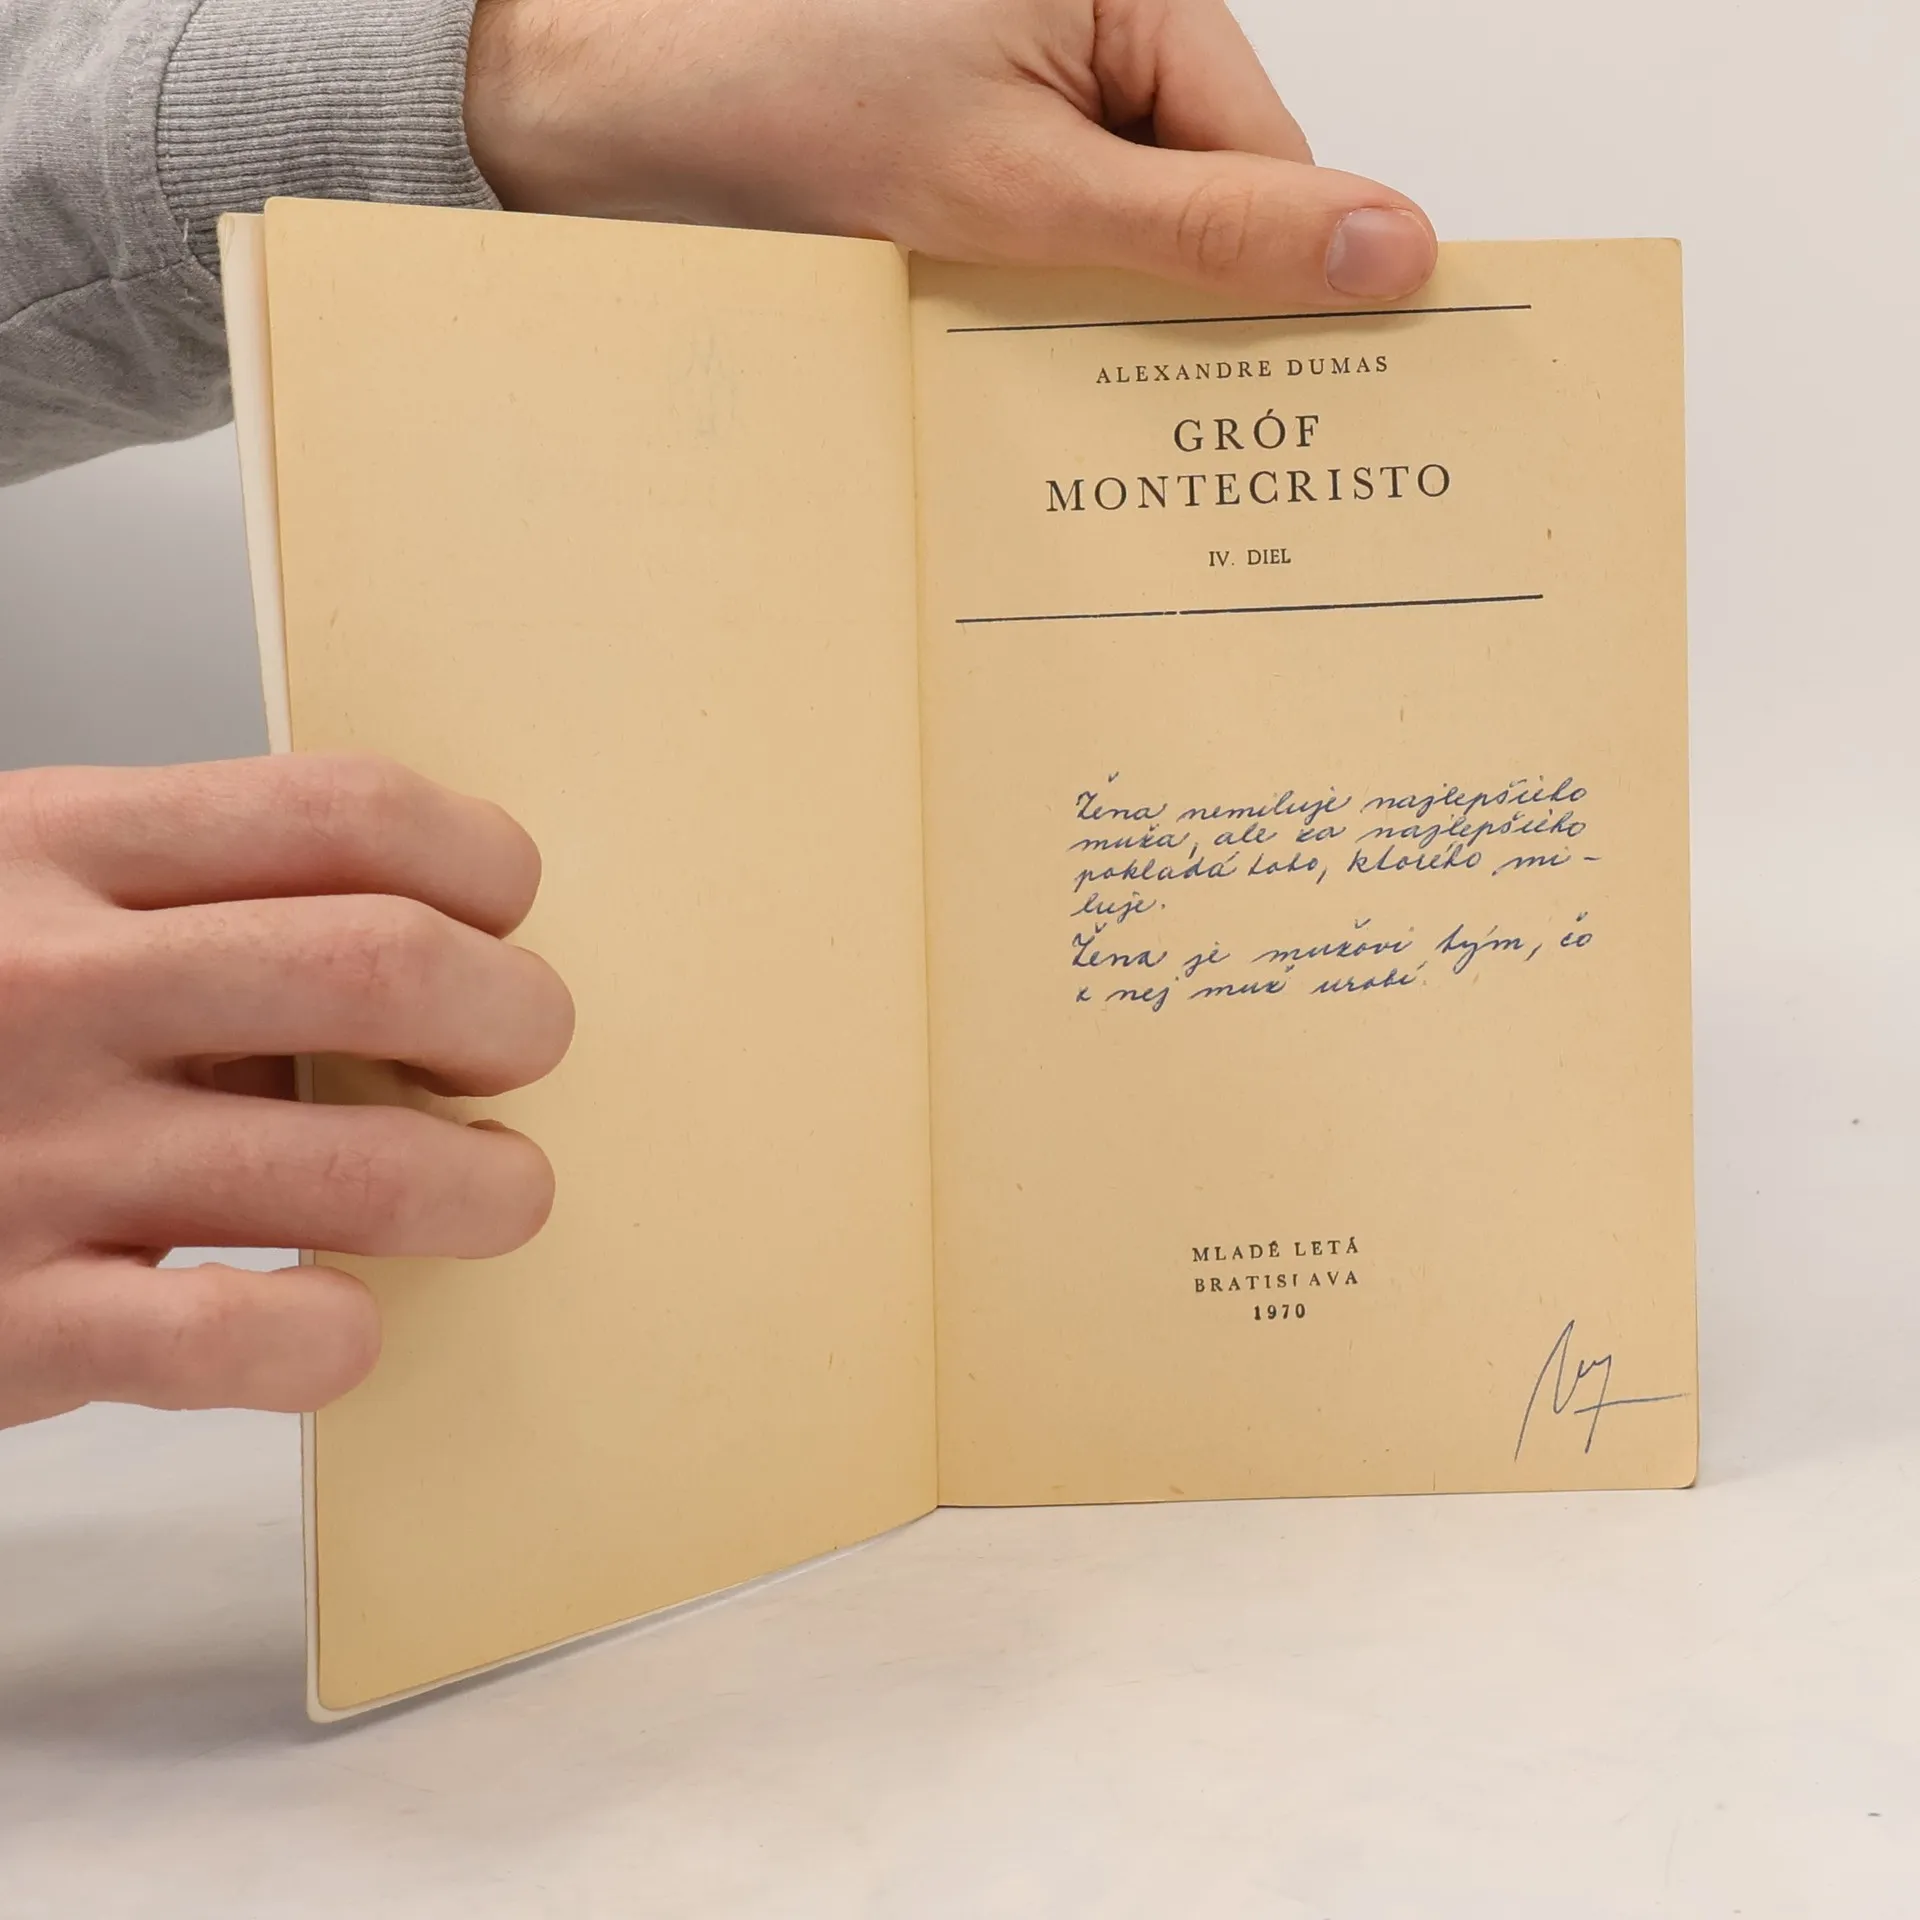 ALEXANDRE DUMAS
GRÓF
MONTECRISTO
IV. DIEL
Žena nemiluje najlepšieho
muža, ale za najlepšieho
pokladá toho, ktorého mi-
luje.
Žena je mužovi tým, čo
z nej muž urobí.
MLADÉ LETÁ
BRATISLAVA
1970